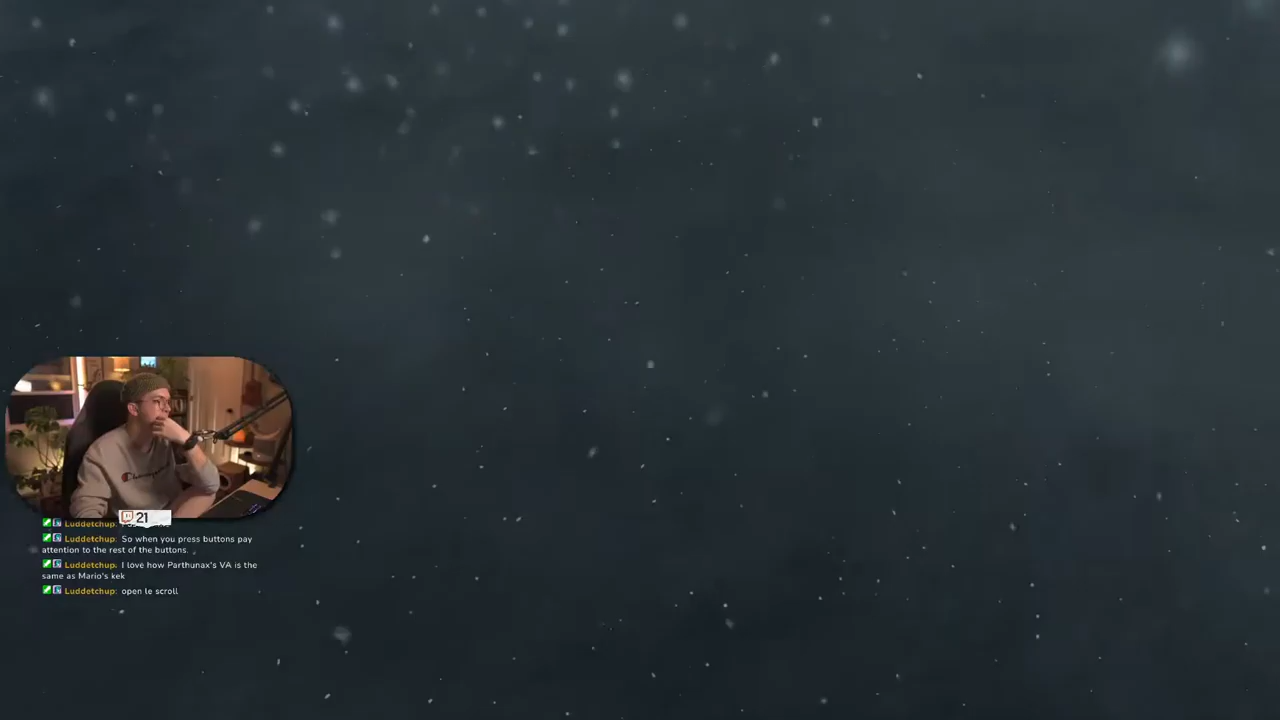 21
Luddetchup:
Luddetchup: So when you press buttons pay
attention to the rest of the buttons.
Luddetchup: I love how Parthunax's VA is the
same as Mario's kek
Luddetchup: open le scroll